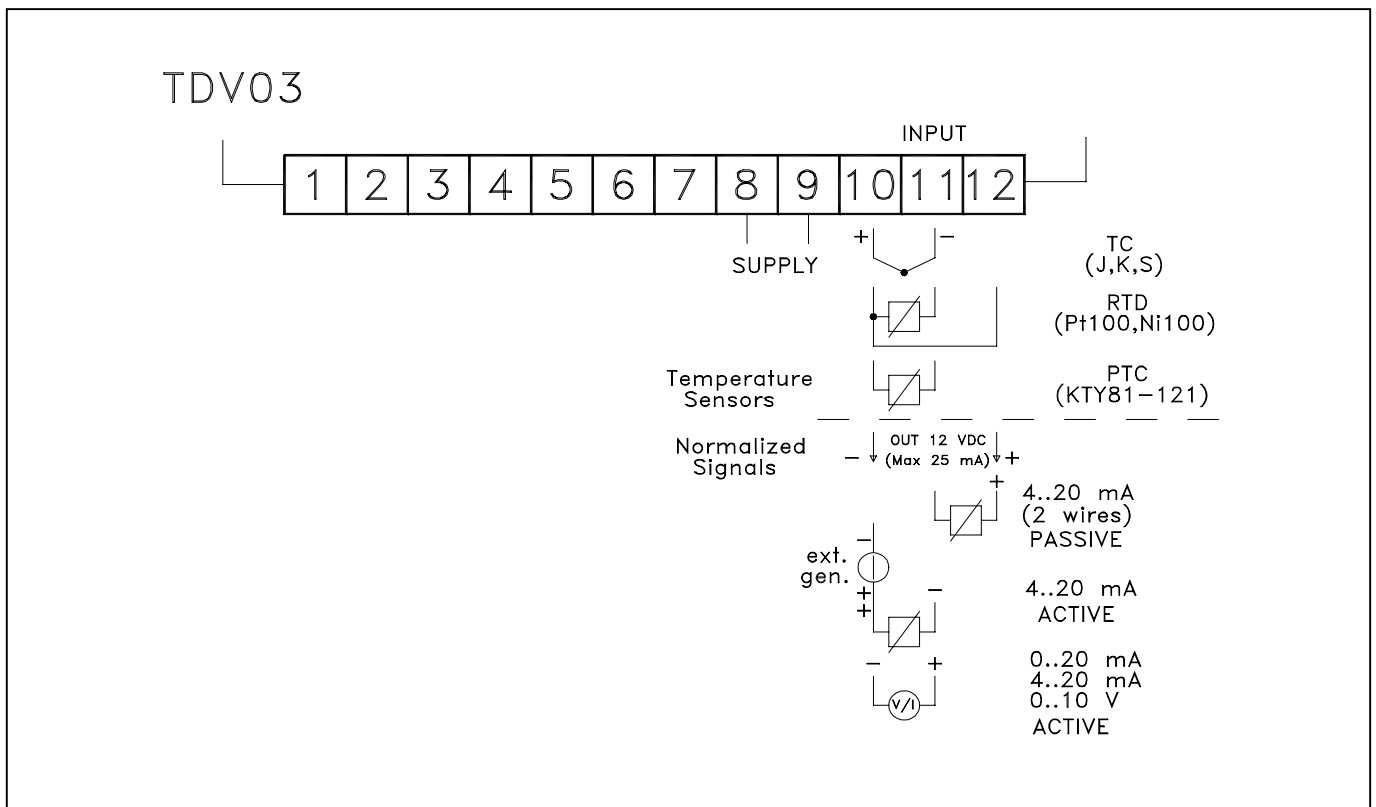 TDV03
INPUT
1 2 3 4 5 6 7 8 9 10 11 12
SUPPLY
+ -
TC
(J,K,S)
RTD
(Pt100,Ni100)
Temperature
Sensors
PTC
(KTY81-121)
Normalized
Signals
- OUT 12 VDC
(Max 25 mA) +
+
4..20 mA
(2 wires)
PASSIVE
-
ext.
gen.
+
+
-
4..20 mA
ACTIVE
- +
V/I
0..20 mA
4..20 mA
0..10 V
ACTIVE